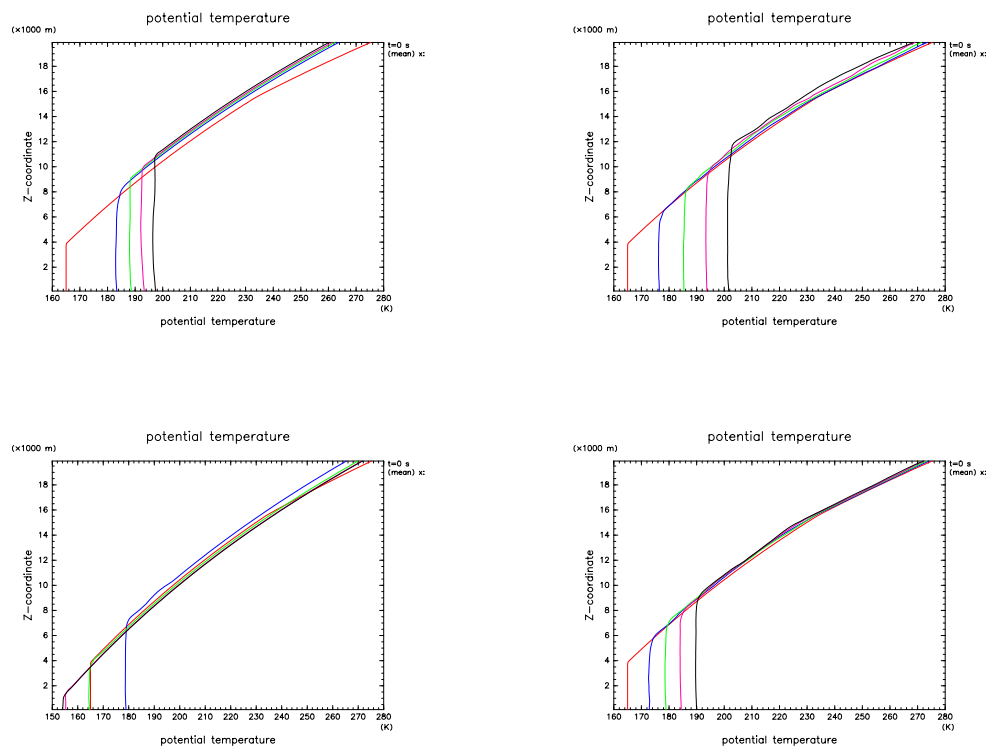 potential temperature
(×1000 m)
t=0 s
(mean) x:
18
16
14
12
10
8
6
4
2
Z-coordinate
160 170 180 190 200 210 220 230 240 250 260 270 280
(K)
potential temperature
potential temperature
(×1000 m)
t=0 s
(mean) x:
18
16
14
12
10
8
6
4
2
Z-coordinate
160 170 180 190 200 210 220 230 240 250 260 270 280
(K)
potential temperature
potential temperature
(×1000 m)
t=0 s
(mean) x:
18
16
14
12
10
8
6
4
2
Z-coordinate
150 160 170 180 190 200 210 220 230 240 250 260 270 280
(K)
potential temperature
potential temperature
(×1000 m)
t=0 s
(mean) x:
18
16
14
12
10
8
6
4
2
Z-coordinate
160 170 180 190 200 210 220 230 240 250 260 270 280
(K)
potential temperature